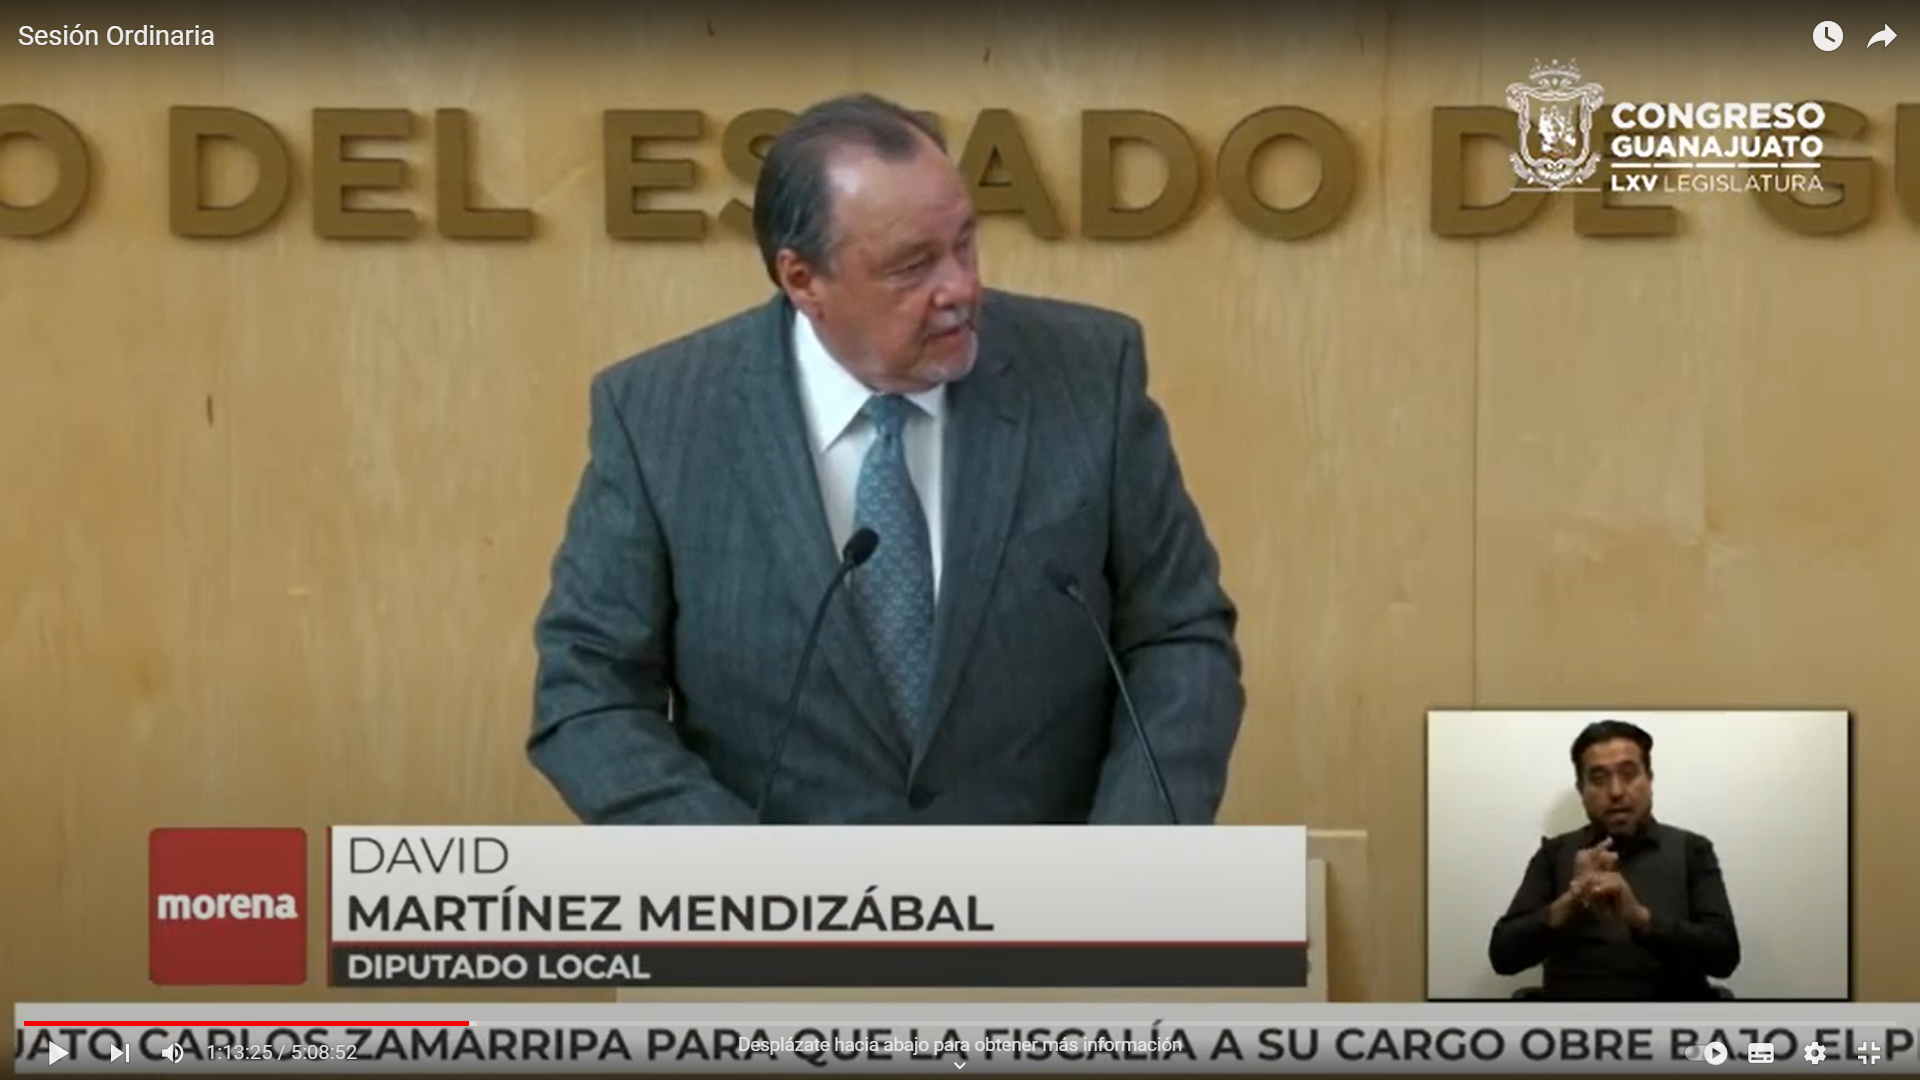 Sesión Ordinaria
O DEL ESTADO DE GU
CONGRESO
GUANAJUATO
LXV LEGISLATURA
morena
DAVID
MARTÍNEZ MENDIZÁBAL
DIPUTADO LOCAL
UATO CARLOS ZAMARRIPA PARA QUE LA FISCALÍA A SU CARGO OBRE BAJO EL P
1:13:25 / 5:08:52
Desplázate hacia abajo para obtener más información